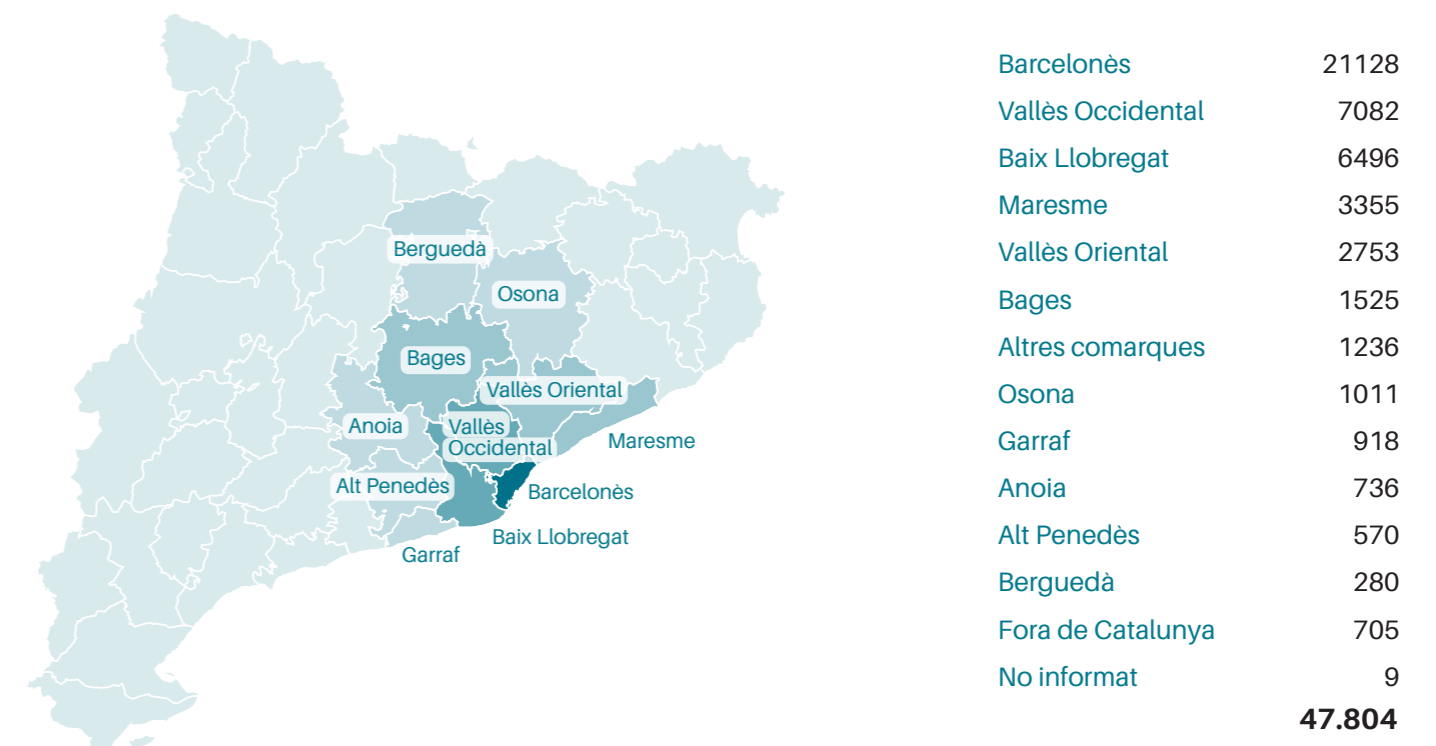 Berguedà
Osona
Bages
Vallès Oriental
Anoia
Vallès
Occidental
Maresme
Alt Penedès
Barcelonès
Baix Llobregat
Garraf
Barcelonès 21128
Vallès Occidental 7082
Baix Llobregat 6496
Maresme 3355
Vallès Oriental 2753
Bages 1525
Altres comarques 1236
Osona 1011
Garraf 918
Anoia 736
Alt Penedès 570
Berguedà 280
Fora de Catalunya 705
No informat 9
47.804